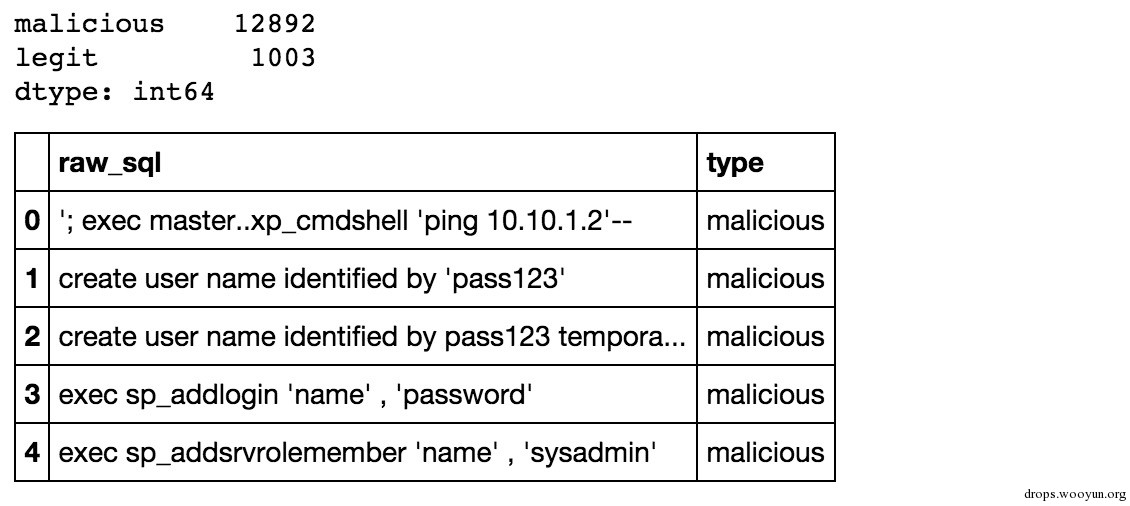 malicious 12892
legit 1003
dtype: int64
raw_sql type
0 '; exec master..xp_cmdshell 'ping 10.10.1.2'-- malicious
1 create user name identified by 'pass123' malicious
2 create user name identified by pass123 tempora... malicious
3 exec sp_addlogin 'name' , 'password' malicious
4 exec sp_addsrvrolemember 'name' , 'sysadmin' malicious
drops.wooyun.org